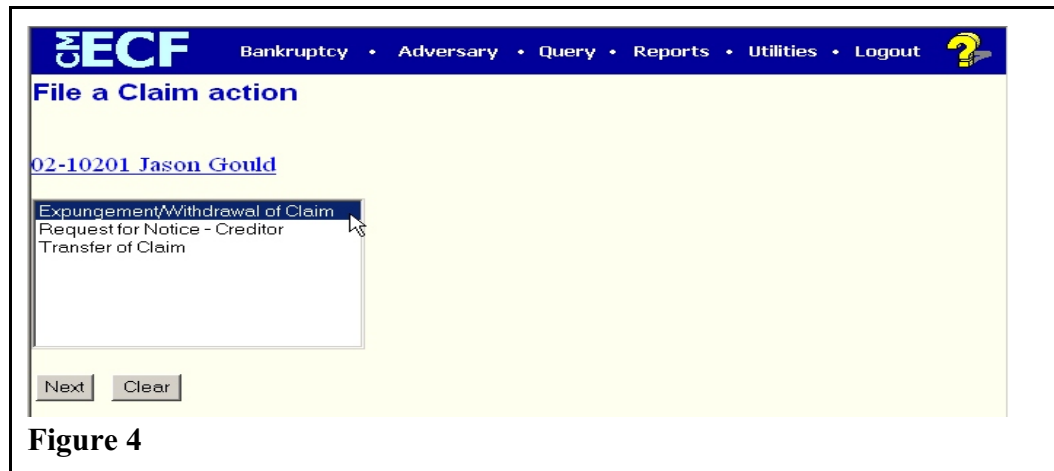 CM ECF Bankruptcy • Adversary • Query • Reports • Utilities • Logout ?
File a Claim action
02-10201 Jason Gould
Expungement/Withdrawal of Claim
Request for Notice - Creditor
Transfer of Claim
Next Clear
Figure 4